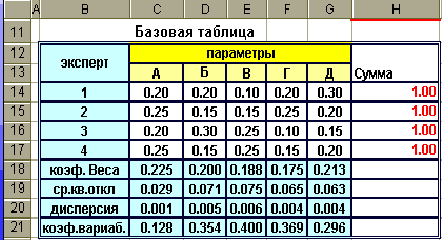 A B C D E F G H
11 Базовая таблица
12 эксперт параметры
13 А Б В Г Д Сумма
14 1 0.20 0.20 0.10 0.20 0.30 1.00
15 2 0.25 0.15 0.15 0.25 0.20 1.00
16 3 0.20 0.30 0.25 0.10 0.15 1.00
17 4 0.25 0.15 0.25 0.15 0.20 1.00
18 коэф. Веса 0.225 0.200 0.188 0.175 0.213
19 ср.кв.откл 0.029 0.071 0.075 0.065 0.063
20 дисперсия 0.001 0.005 0.006 0.004 0.004
21 коэф.вариаб. 0.128 0.354 0.400 0.369 0.296